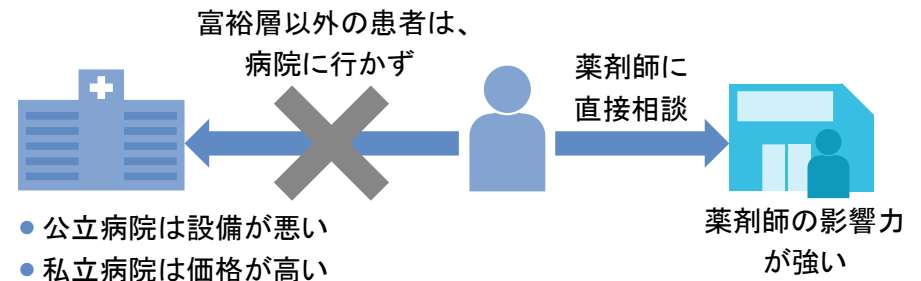 富裕層以外の患者は、
病院に行かず
薬剤師に
直接相談
● 公立病院は設備が悪い
● 私立病院は価格が高い
薬剤師の影響力
が強い